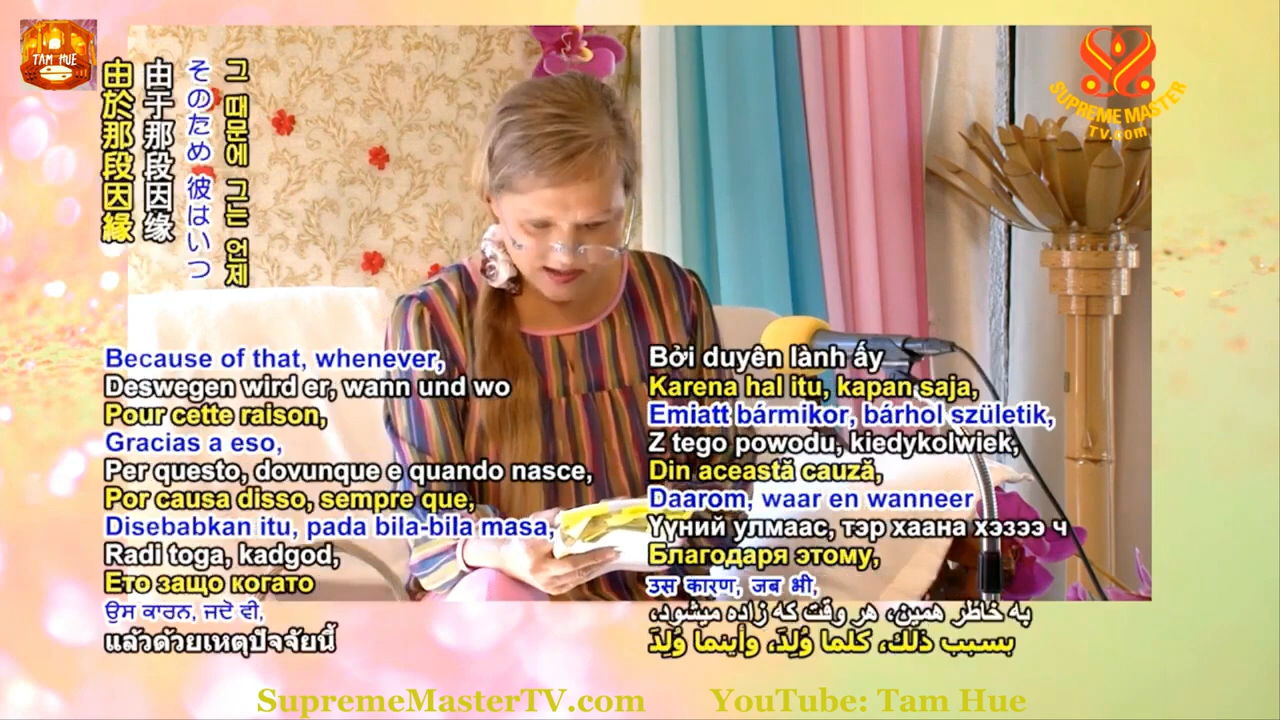 TAM HUE
SUPREME MASTER
TV.com
由於那段因緣
由于那段因缘
そのため 彼はいつ
그 때문에 그는 언제
Because of that, whenever,
Deswegen wird er, wann und wo
Pour cette raison,
Gracias a eso,
Per questo, dovunque e quando nasce,
Por causa disso, sempre que,
Disebabkan itu, pada bila-bila masa,
Radi toga, kadgod,
Ето защо когато
ਉਸ ਕਾਰਨ, ਜਦੋ ਵੀ,
แล้วด้วยเหตุปัจจัยนี้
Bởi duyên lành ấy
Karena hal itu, kapan saja,
Emiatt bármikor, bárhol születik,
Z tego powodu, kiedykolwiek,
Din această cauză,
Daarom, waar en wanneer
Үүний улмаас, тэр хаана хэзээ ч
Благодаря этому,
उस कारण, जब भी,
به خاطر همین، هر وقت که زاده میشود،
بسبب ذلك، كلما وُلِدَ، وأينما وُلِدَ
SupremeMasterTV.com
YouTube: Tam Hue